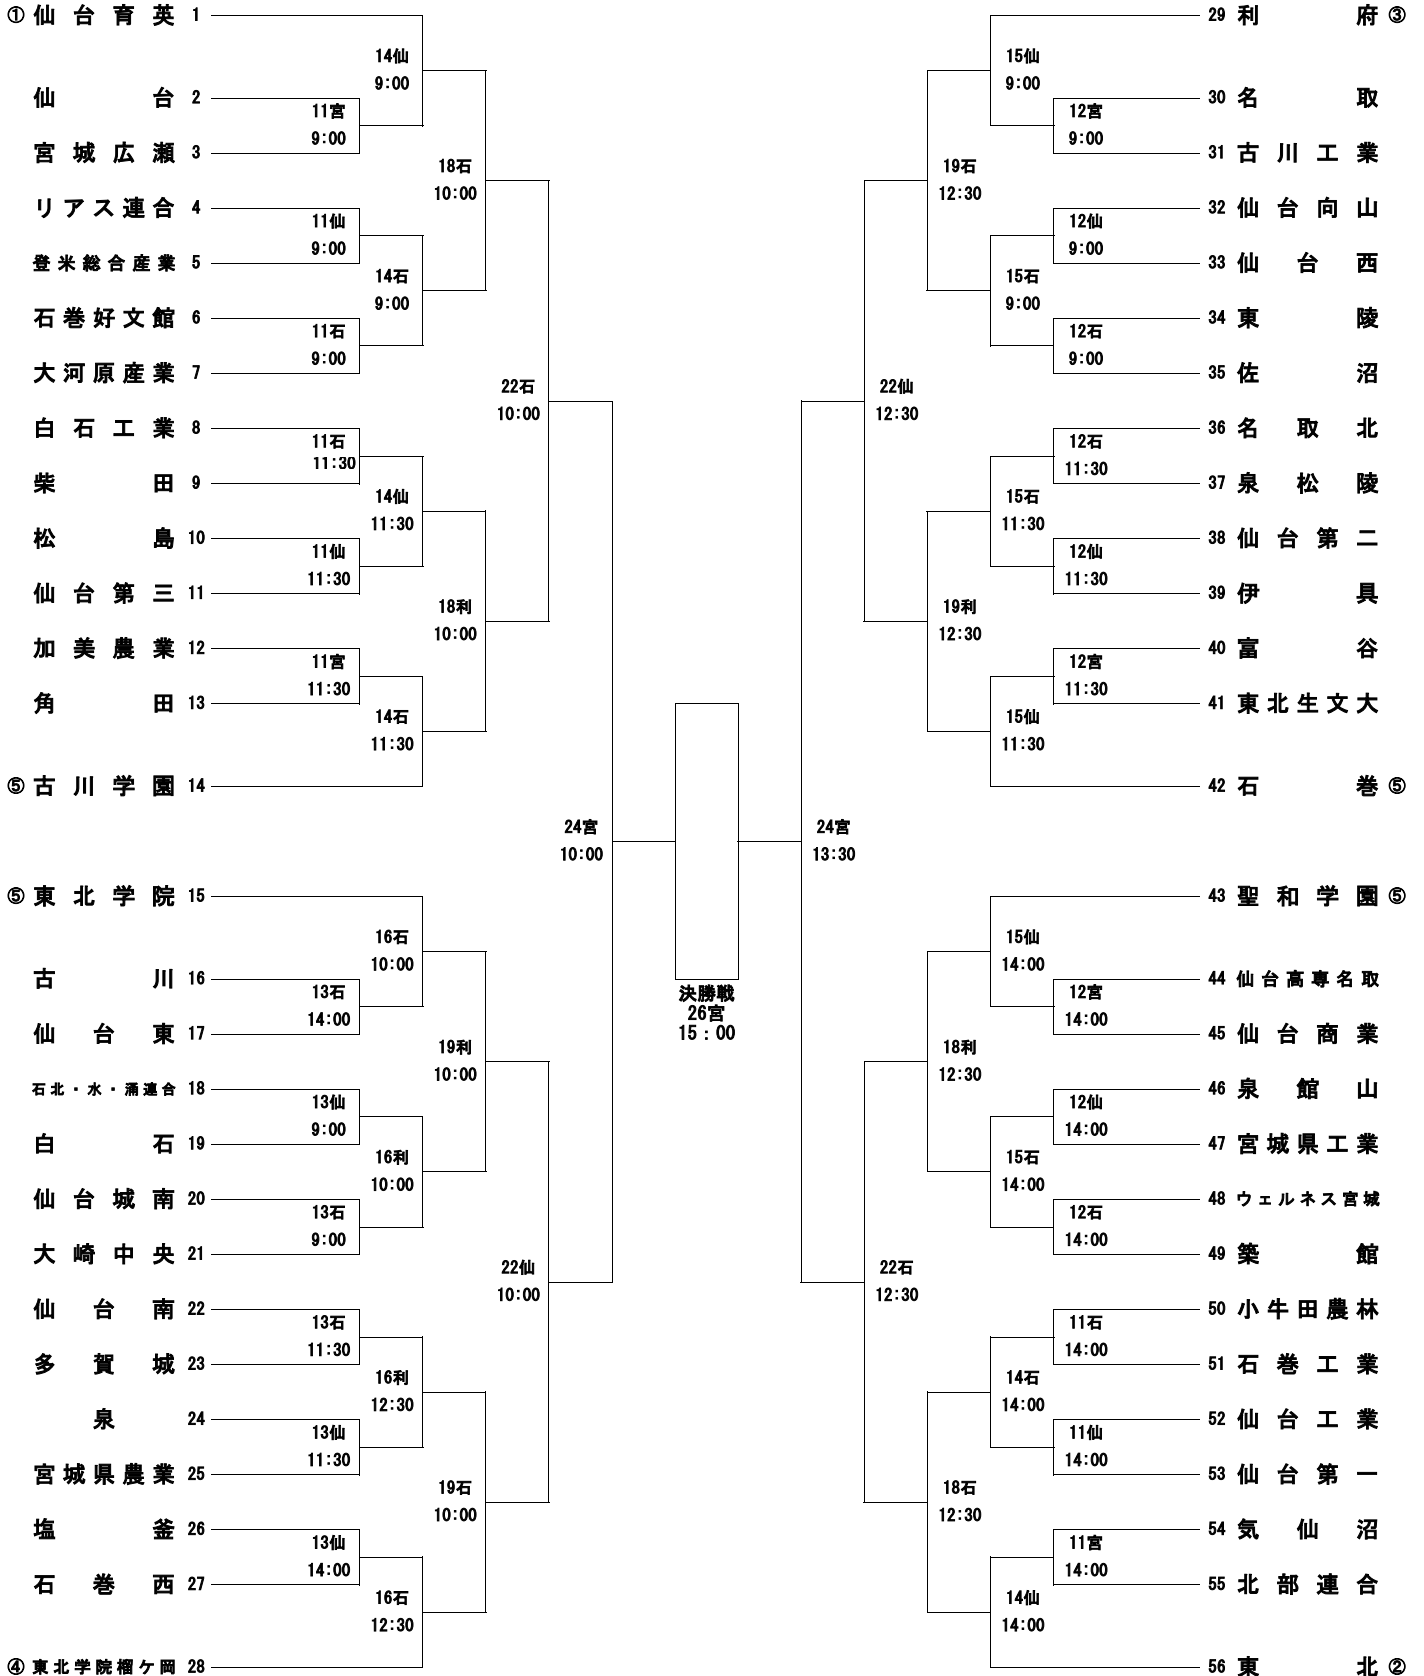 ① 仙台育英 1
14仙
9:00
仙台 2
11宮
9:00
宮城広瀬 3
18石
10:00
リアス連合 4
11仙
9:00
登米総合産業 5
14石
9:00
石巻好文館 6
11石
9:00
大河原産業 7
22石
10:00
白石工業 8
11石
11:30
柴田 9
14仙
11:30
松島 10
11仙
11:30
仙台第三 11
18利
10:00
加美農業 12
11宮
11:30
角田 13
14石
11:30
⑤ 古川学園 14
24宮
10:00
⑤ 東北学院 15
16石
10:00
古川 16
13石
14:00
仙台東 17
19利
10:00
石北・水・涌連合 18
13仙
9:00
白石 19
16利
10:00
仙台城南 20
13石
9:00
大崎中央 21
22仙
10:00
仙台南 22
13石
11:30
多賀城 23
16利
12:30
泉 24
13仙
11:30
宮城県農業 25
19石
10:00
塩釜 26
13仙
14:00
石巻西 27
16石
12:30
④ 東北学院榴ケ岡 28
決勝戦
26宮
15：00
29 利府 ③
15仙
9:00
30 名取
12宮
9:00
31 古川工業
19石
12:30
32 仙台向山
12仙
9:00
33 仙台西
15石
9:00
34 東陵
12石
9:00
35 佐沼
22仙
12:30
36 名取北
12石
11:30
37 泉松陵
15石
11:30
38 仙台第二
12仙
11:30
39 伊具
19利
12:30
40 富谷
12宮
11:30
41 東北生文大
15仙
11:30
42 石巻 ⑤
24宮
13:30
43 聖和学園 ⑤
15仙
14:00
44 仙台高専名取
12宮
14:00
45 仙台商業
18利
12:30
46 泉館山
12仙
14:00
47 宮城県工業
15石
14:00
48 ウェルネス宮城
12石
14:00
49 築館
22石
12:30
50 小牛田農林
11石
14:00
51 石巻工業
14石
14:00
52 仙台工業
11仙
14:00
53 仙台第一
18石
12:30
54 気仙沼
11宮
14:00
55 北部連合
14仙
14:00
56 東北 ②